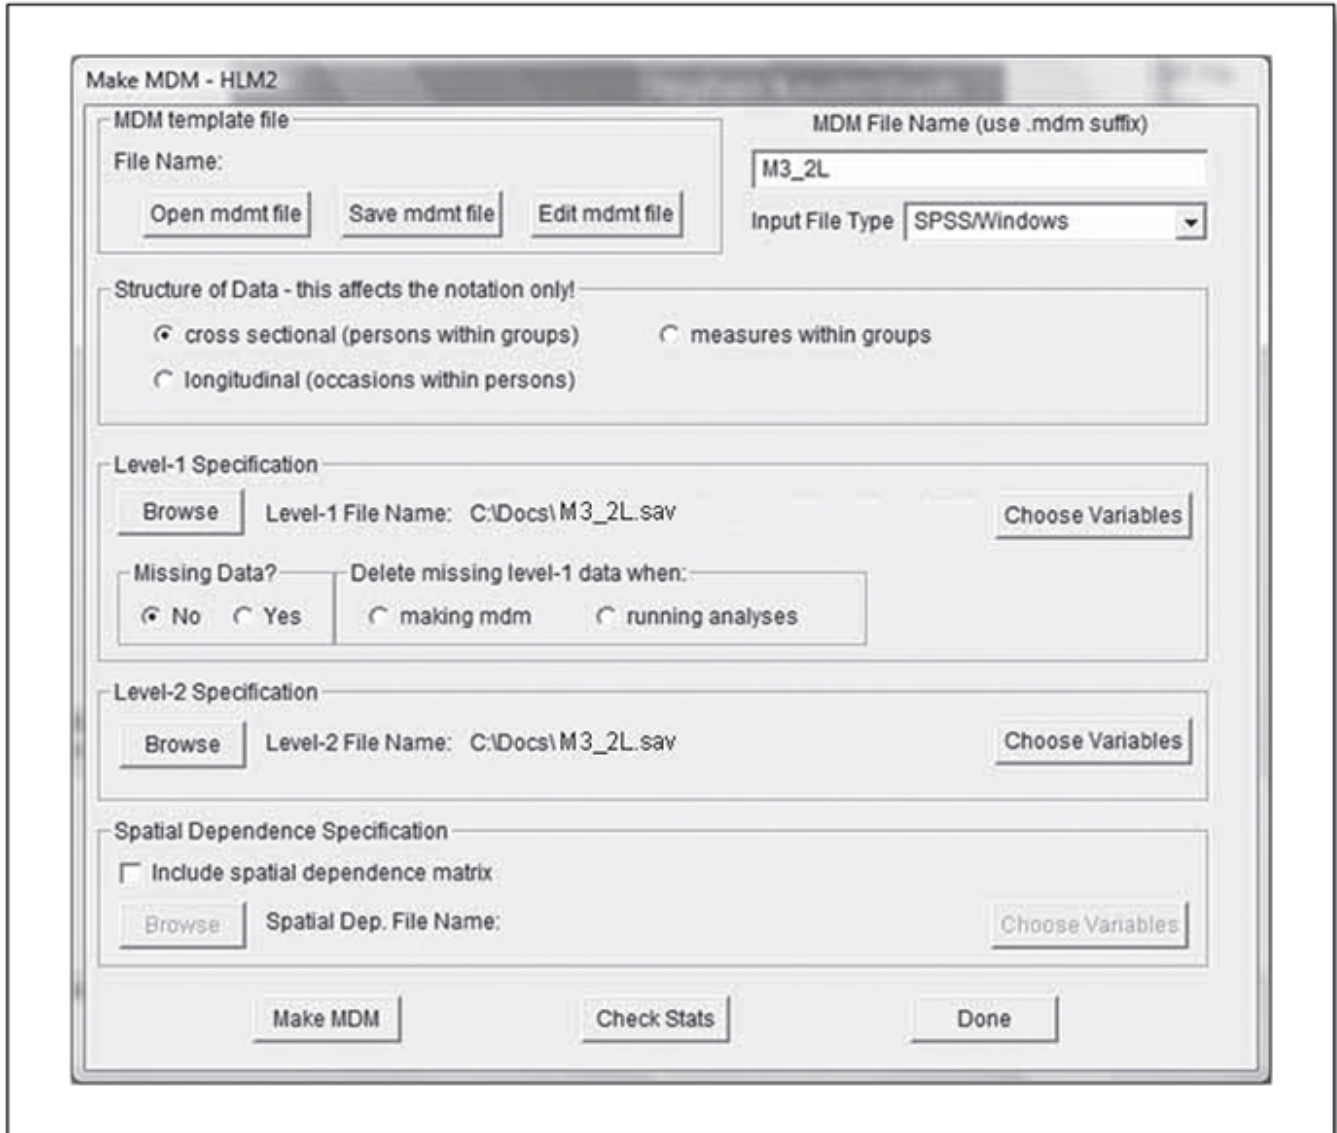 Make MDM - HLM2
MDM template file
MDM File Name (use .mdm suffix)
File Name:
M3_2L
Open mdmt file Save mdmt file Edit mdmt file
Input File Type SPSS/Windows
Structure of Data - this affects the notation only!
cross sectional (persons within groups) measures within groups
longitudinal (occasions within persons)
Level-1 Specification
Browse Level-1 File Name: C:\Docs\M3_2L.sav Choose Variables
Missing Data? Delete missing level-1 data when:
No Yes making mdm running analyses
Level-2 Specification
Browse Level-2 File Name: C:\Docs\M3_2L.sav Choose Variables
Spatial Dependence Specification
Include spatial dependence matrix
Browse Spatial Dep. File Name: Choose Variables
Make MDM Check Stats Done